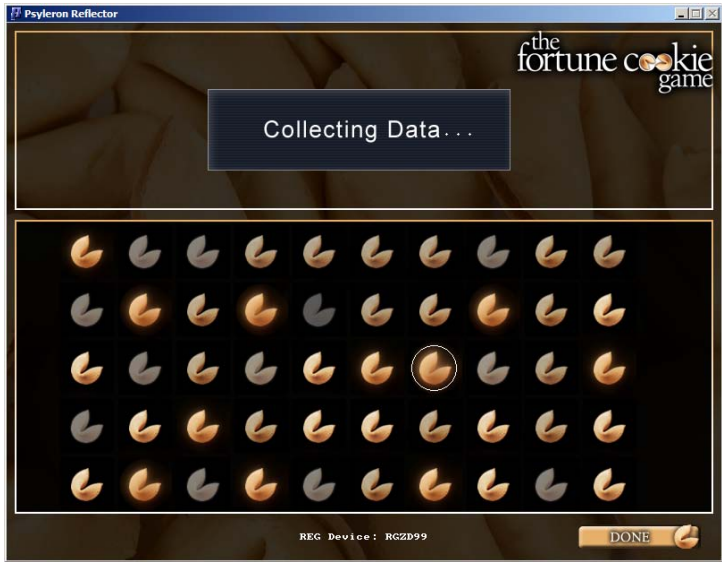 Psyleron Reflector
the
fortune cookie
game
Collecting Data...
REG Device: RGZD99
DONE